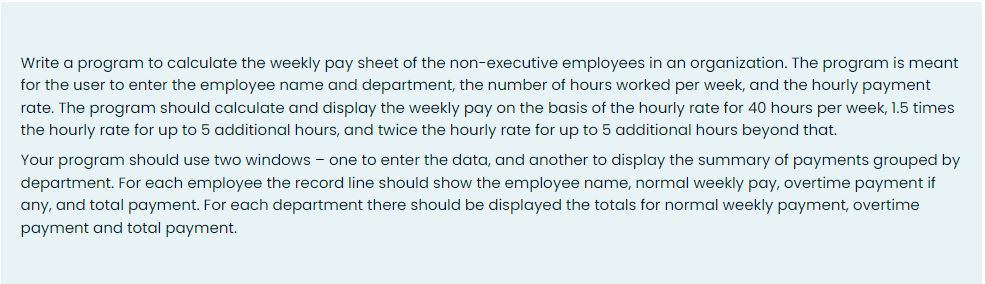 Write a program to calculate the weekly pay sheet of the non-executive employees in an organization. The program is meant
for the user to enter the employee name and department, the number of hours worked per week, and the hourly payment
rate. The program should calculate and display the weekly pay on the basis of the hourly rate for 40 hours per week, 1.5 times
the hourly rate for up to 5 additional hours, and twice the hourly rate for up to 5 additional hours beyond that.
Your program should use two windows – one to enter the data, and another to display the summary of payments grouped by
department. For each employee the record line should show the employee name, normal weekly pay, overtime payment if
any, and total payment. For each department there should be displayed the totals for normal weekly payment, overtime
payment and total payment.